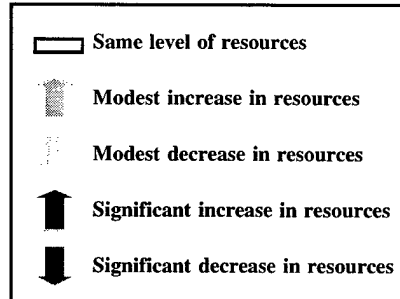 Same level of resources
Modest increase in resources
Modest decrease in resources
Significant increase in resources
Significant decrease in resources